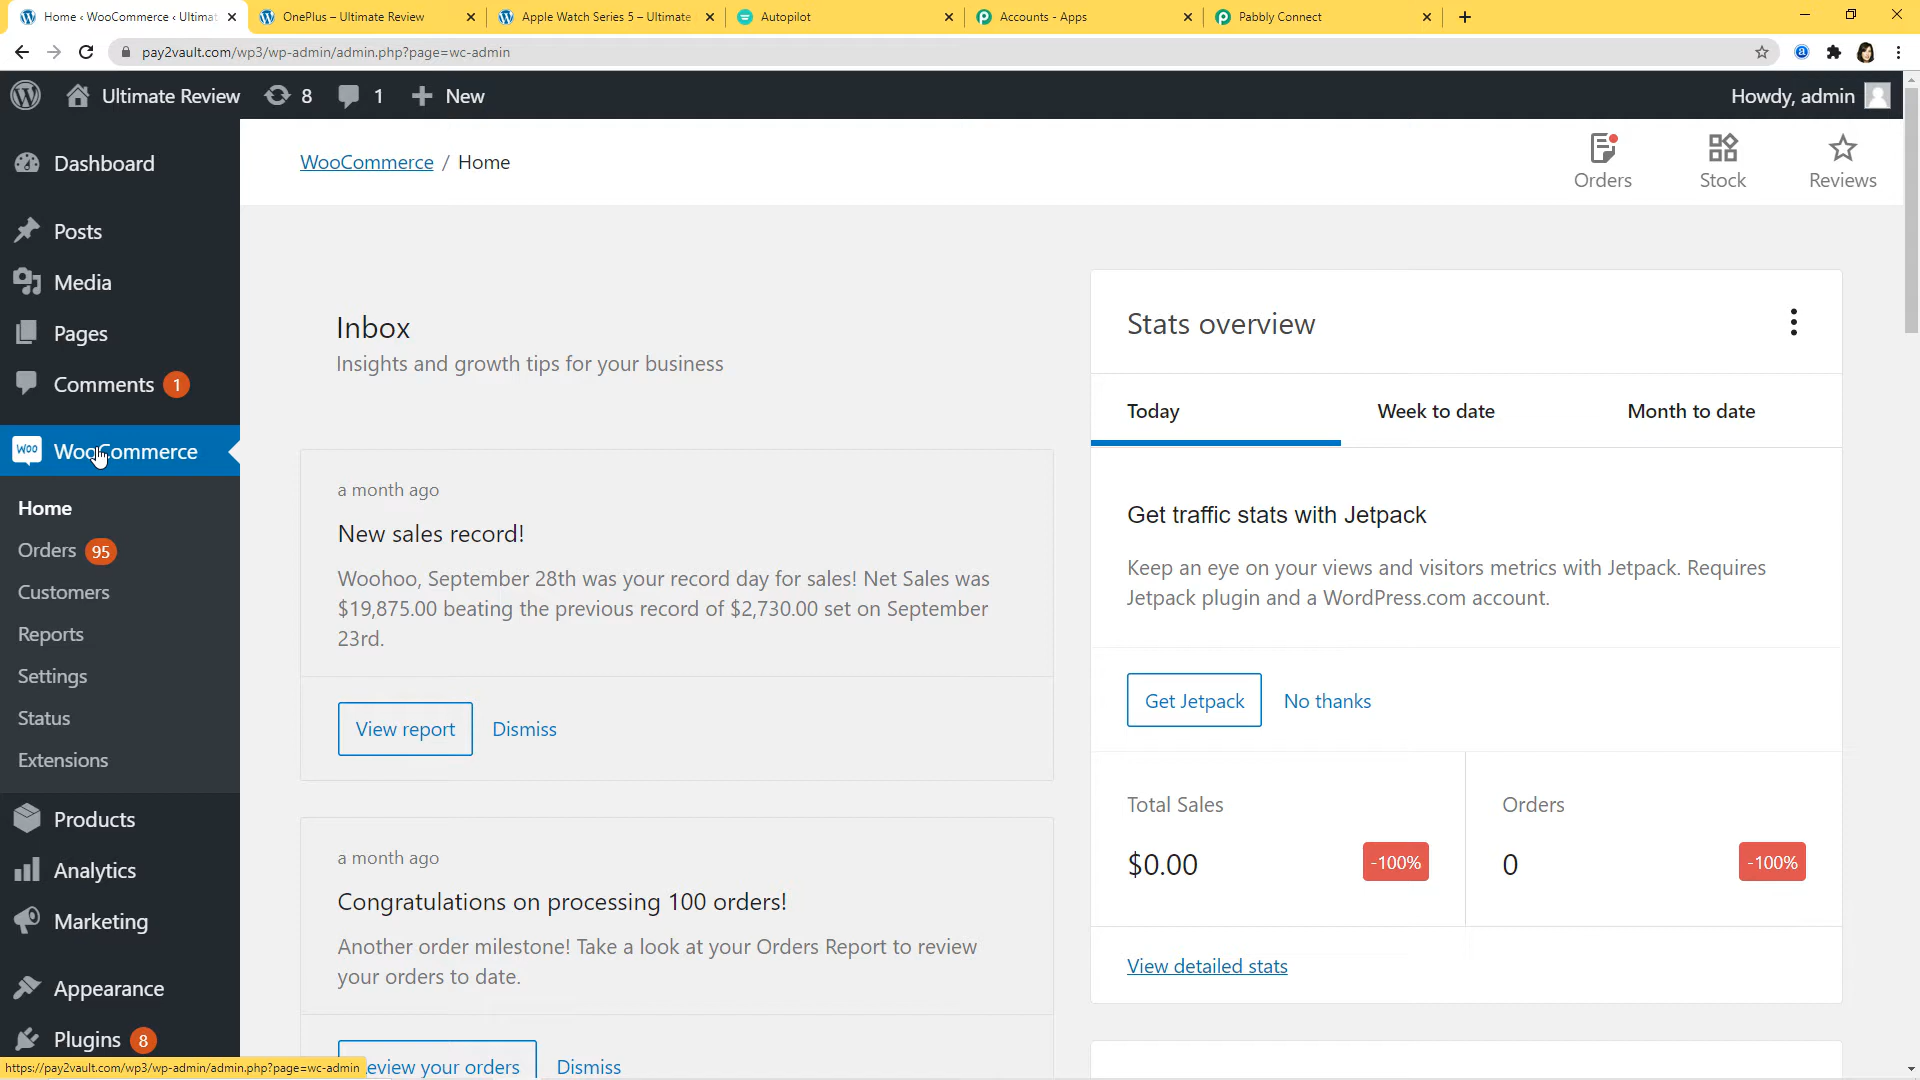 Home ‹ WooCommerce ‹ Ultimat
OnePlus – Ultimate Review
Apple Watch Series 5 – Ultimate
Autopilot
Accounts - Apps
Pabbly Connect
pay2vault.com/wp3/wp-admin/admin.php?page=wc-admin
Ultimate Review
8
1
New
Howdy, admin
Dashboard
Posts
Media
Pages
Comments 1
WooCommerce
Home
Orders 95
Customers
Reports
Settings
Status
Extensions
Products
Analytics
Marketing
Appearance
Plugins 8
https://pay2vault.com/wp3/wp-admin/admin.php?page=wc-admin
WooCommerce / Home
Orders
Stock
Reviews
Inbox
Insights and growth tips for your business
a month ago
New sales record!
Woohoo, September 28th was your record day for sales! Net Sales was
$19,875.00 beating the previous record of $2,730.00 set on September
23rd.
View report
Dismiss
a month ago
Congratulations on processing 100 orders!
Another order milestone! Take a look at your Orders Report to review
your orders to date.
eview your orders
Dismiss
Stats overview
Today
Week to date
Month to date
Get traffic stats with Jetpack
Keep an eye on your views and visitors metrics with Jetpack. Requires
Jetpack plugin and a WordPress.com account.
Get Jetpack
No thanks
Total Sales
$0.00
-100%
Orders
0
-100%
View detailed stats